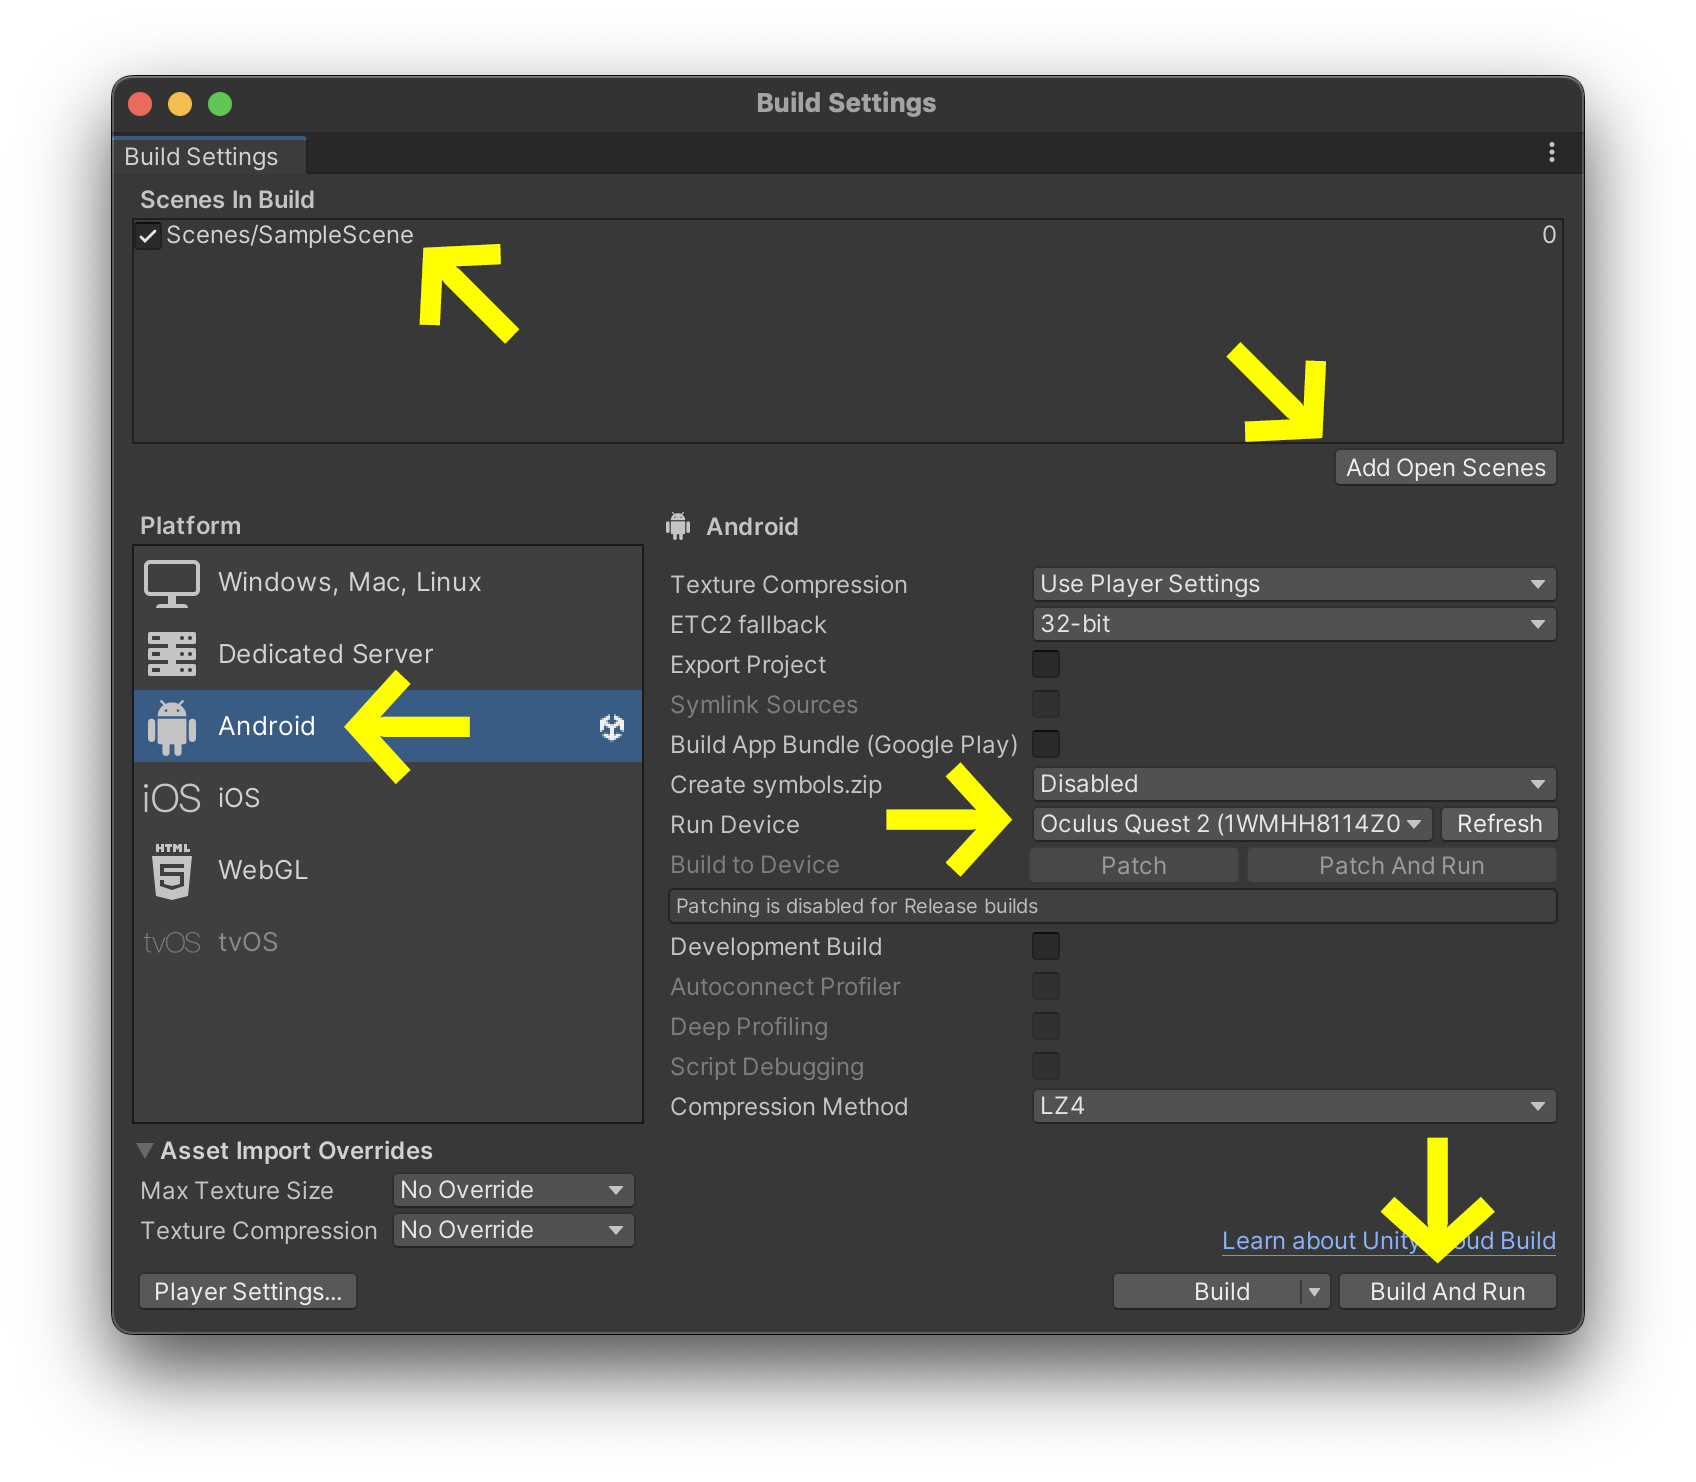 Build Settings
Build Settings
Scenes In Build
Scenes/SampleScene 0
Add Open Scenes
Platform
Windows, Mac, Linux
Dedicated Server
Android
iOS iOS
HTML 5 WebGL
tvOS tvOS
Android
Texture Compression Use Player Settings
ETC2 fallback 32-bit
Export Project
Symlink Sources
Build App Bundle (Google Play)
Create symbols.zip Disabled
Run Device Oculus Quest 2 (1WMHH8114Z0 Refresh
Build to Device Patch Patch And Run
Patching is disabled for Release builds
Development Build
Autoconnect Profiler
Deep Profiling
Script Debugging
Compression Method LZ4
Asset Import Overrides
Max Texture Size No Override
Texture Compression No Override
Learn about Unity Build
Player Settings... Build Build And Run